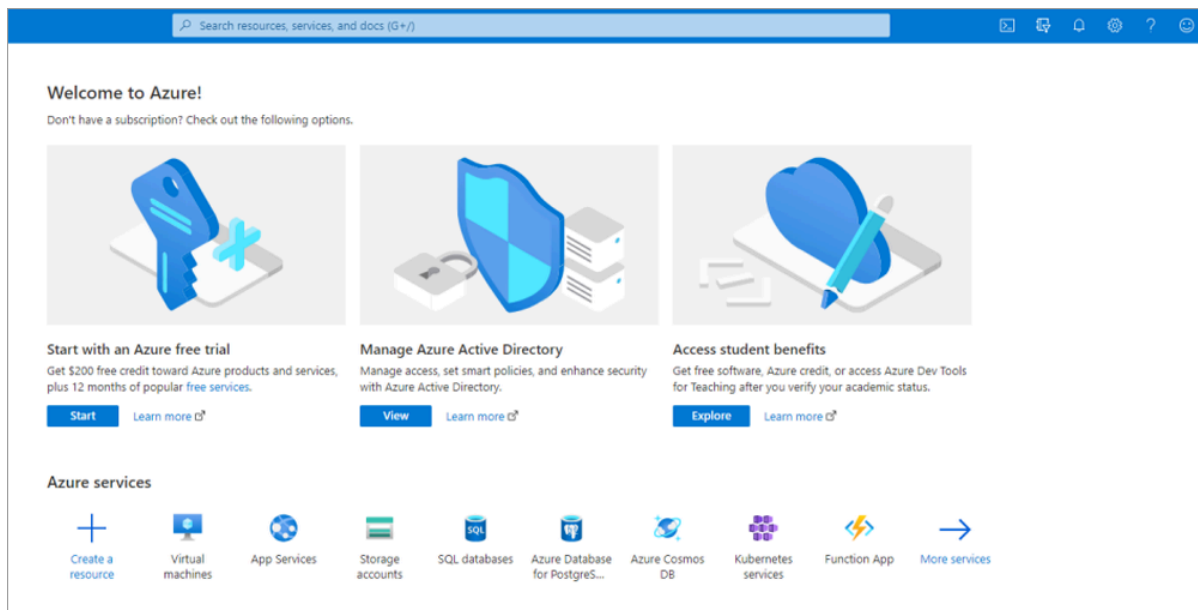 Search resources, services, and docs (G+/)
Welcome to Azure!
Don't have a subscription? Check out the following options.
Start with an Azure free trial
Get $200 free credit toward Azure products and services,
plus 12 months of popular free services.
Start
Learn more
Manage Azure Active Directory
Manage access, set smart policies, and enhance security
with Azure Active Directory.
View
Learn more
Access student benefits
Get free software, Azure credit, or access Azure Dev Tools
for Teaching after you verify your academic status.
Explore
Learn more
Azure services
Create a
resource
Virtual
machines
App Services
Storage
accounts
SQL
SQL databases
Azure Database
for PostgreS...
Azure Cosmos
DB
Kubernetes
services
Function App
More services